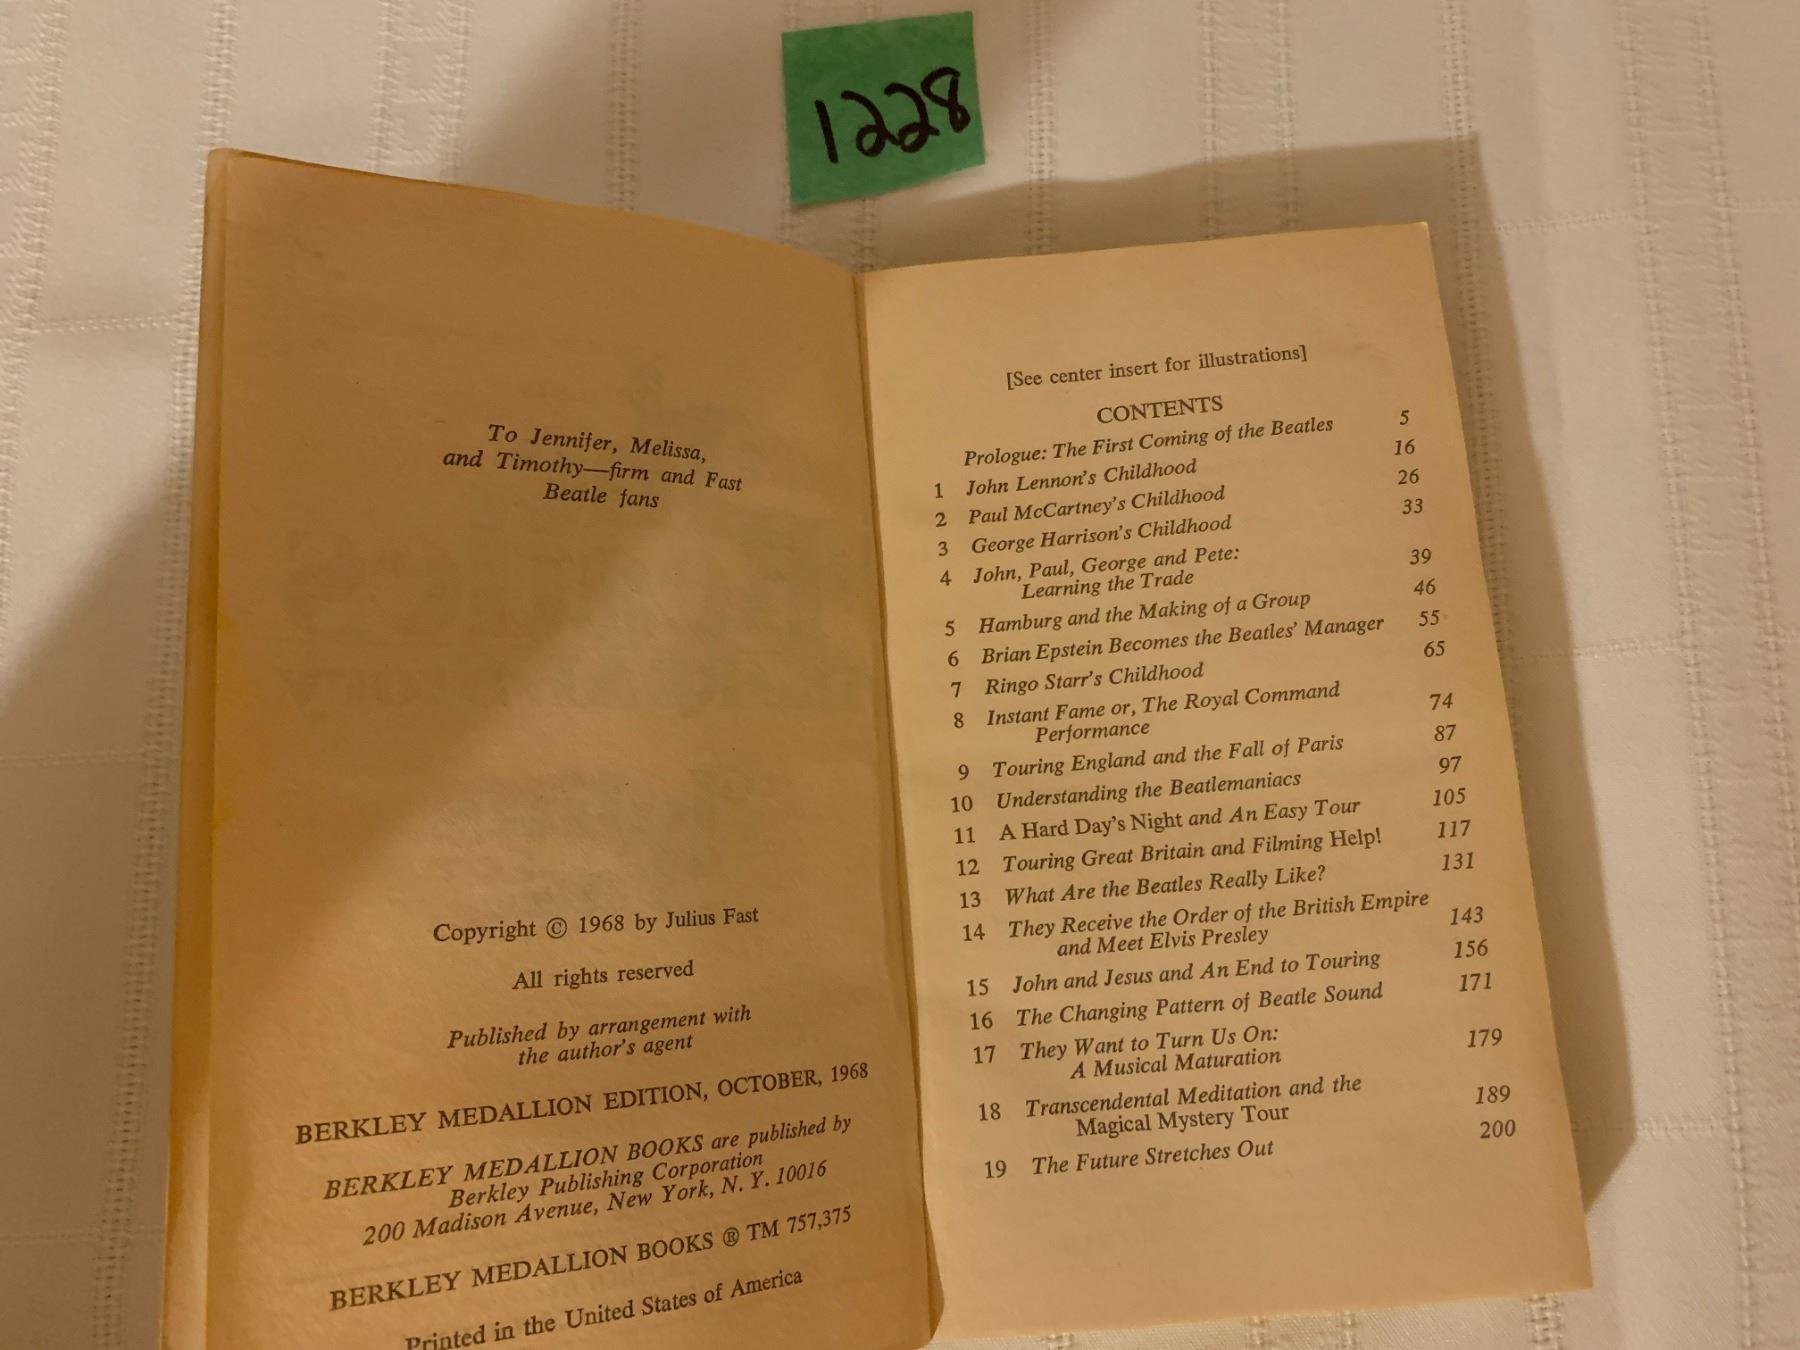 1228
To Jennifer, Melissa,
and Timothy—firm and Fast
Beatle fans
Copyright © 1968 by Julius Fast
All rights reserved
Published by arrangement with
the author's agent
BERKLEY MEDALLION EDITION, OCTOBER, 1968
BERKLEY MEDALLION BOOKS are published by
Berkley Publishing Corporation
200 Madison Avenue, New York, N. Y. 10016
BERKLEY MEDALLION BOOKS ® TM 757,375
Printed in the United States of America
[See center insert for illustrations]
CONTENTS
Prologue: The First Coming of the Beatles 5
1 John Lennon's Childhood 16
2 Paul McCartney's Childhood 26
3 George Harrison's Childhood 33
4 John, Paul, George and Pete:
Learning the Trade 39
5 Hamburg and the Making of a Group 46
6 Brian Epstein Becomes the Beatles' Manager 55
7 Ringo Starr's Childhood 65
8 Instant Fame or, The Royal Command
Performance 74
9 Touring England and the Fall of Paris 87
10 Understanding the Beatlemaniacs 97
11 A Hard Day's Night and An Easy Tour 105
12 Touring Great Britain and Filming Help! 117
13 What Are the Beatles Really Like? 131
14 They Receive the Order of the British Empire
and Meet Elvis Presley 143
15 John and Jesus and An End to Touring 156
16 The Changing Pattern of Beatle Sound 171
17 They Want to Turn Us On:
A Musical Maturation 179
18 Transcendental Meditation and the
Magical Mystery Tour 189
19 The Future Stretches Out 200